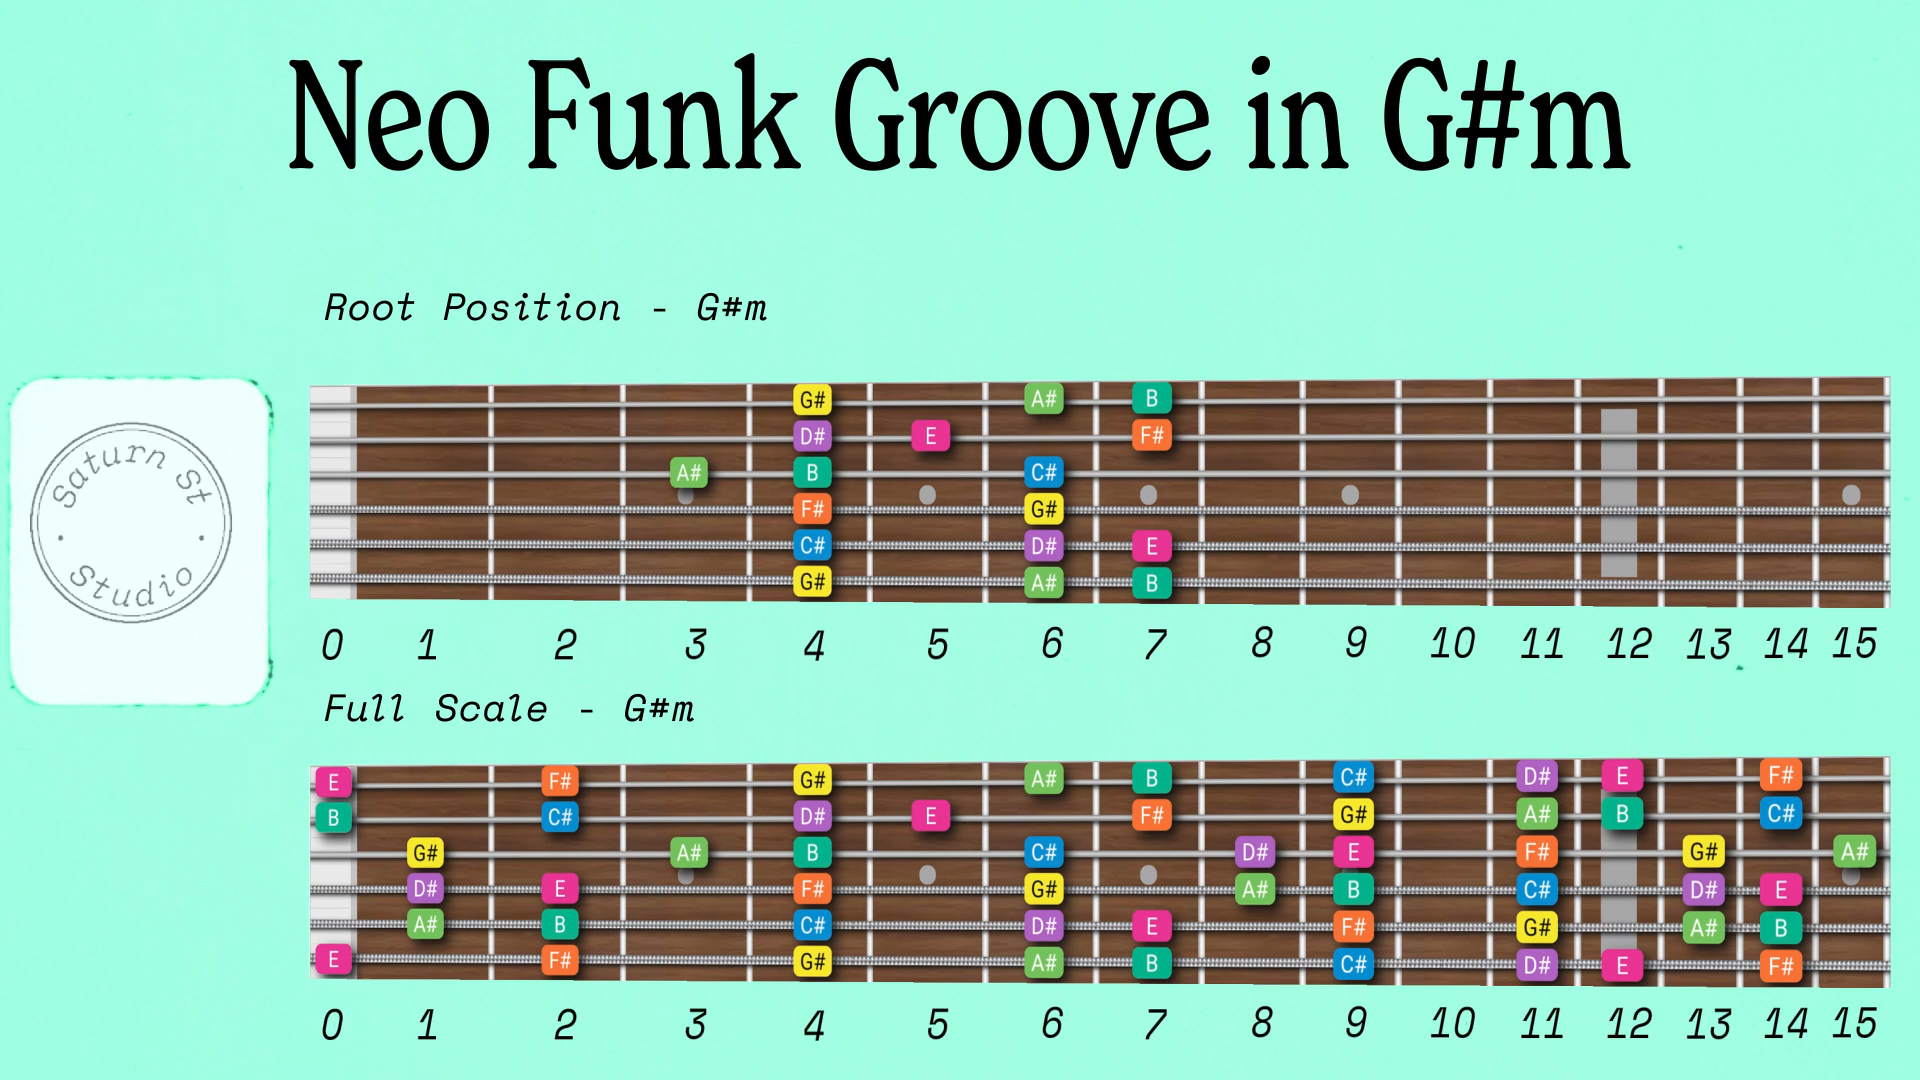 Neo Funk Groove in G#m
Root Position - G#m
Saturn St
Studio
G# A# B
D# E F#
A# B C#
F# G#
C# D# E
G# A# B
0 1 2 3 4 5 6 7 8 9 10 11 12 13 14 15
Full Scale - G#m
E F# G# A# B C# D# E F#
B C# D# E F# G# A# B C#
G# A# B C# D# E F# G# A#
D# E F# G# A# B C# D# E
A# B C# D# E F# G# A# B
E F# G# A# B C# D# E F#
0 1 2 3 4 5 6 7 8 9 10 11 12 13 14 15